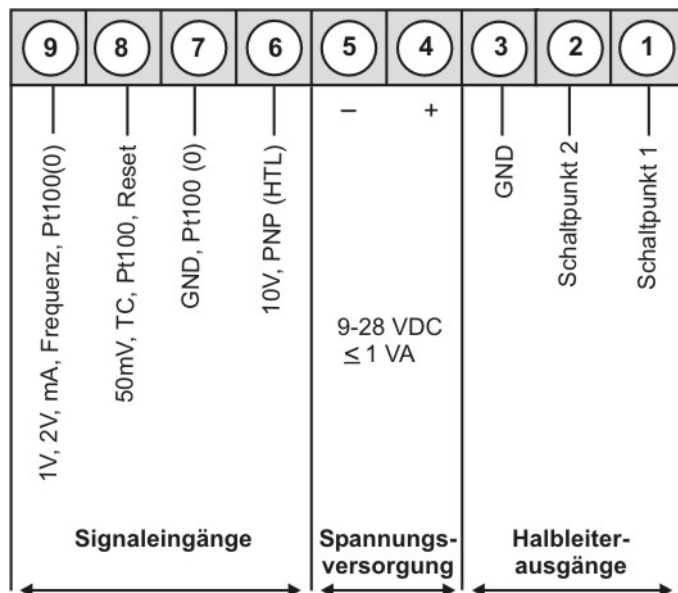 9 8 7 6 5 4 3 2 1
– +
1V, 2V, mA, Frequenz, Pt100(0)
50mV, TC, Pt100, Reset
GND, Pt100 (0)
10V, PNP (HTL)
9-28 VDC
≤ 1 VA
GND
Schaltpunkt 2
Schaltpunkt 1
Signaleingänge
Spannungs-
versorgung
Halbleiter-
ausgänge